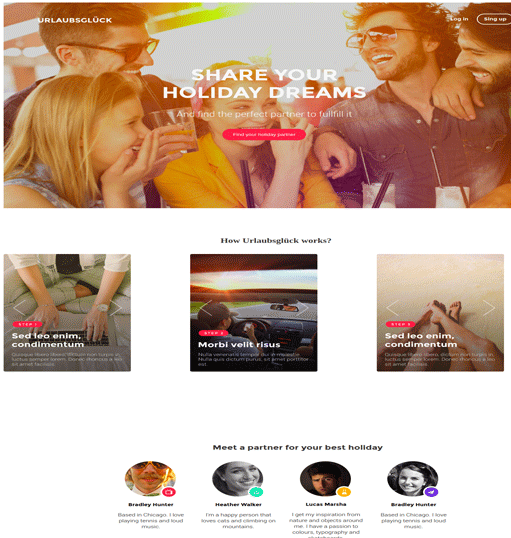 URLAUBSGLÜCK
Log in
Sing up
SHARE YOUR
HOLIDAY DREAMS
And find the perfect partner to fullfill it
Find your holiday partner
How Urlaubsglück works?
STEP 1
Sed leo enim,
condimentum
Quisque libero libero dictum non turpis in,
luctus semper lorem. Donec rhoncus a leo
sit amet facilisis.
STEP 2
Morbi velit risus
Nulla venenatis tempor dui in molestie.
Nulla quis dictum purus, sit amet porttitor
est.
STEP 3
Sed leo enim,
condimentum
Quisque libero libero dictum non turpis in,
luctus semper lorem. Donec rhoncus a leo
sit amet facilisis.
Meet a partner for your best holiday
Bradley Hunter
Based in Chicago. I love
playing tennis and loud
music.
Heather Walker
I'm a happy person that
loves cats and climbing on
mountains.
Lucas Marsha
I get my inspiration from
nature and objects around
me. I have a passion to
colours, typography and
Bradley Hunter
Based in Chicago. I love
playing tennis and loud
music.